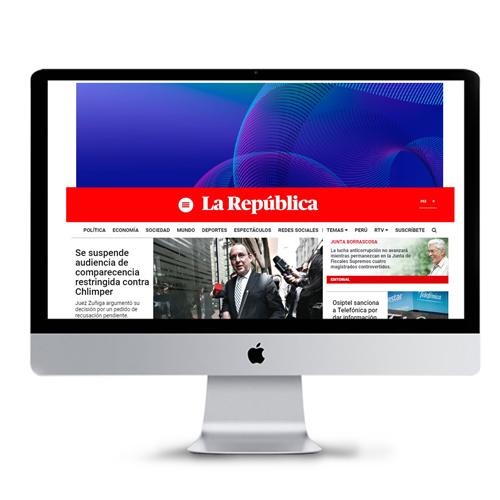 La República
PE ▾
POLÍTICA ECONOMÍA SOCIEDAD MUNDO DEPORTES ESPECTÁCULOS REDES SOCIALES | TEMAS ▾ PERÚ RTV ▾ SUSCRÍBETE
Se suspende
audiencia de
comparecencia
restringida contra
Chlimper
Juez Zuñiga argumentó su
decisión por un pedido de
recusación pendiente.
JUNTA BORRASCOSA
La lucha anticorrupción no avanzará
mientras permanezcan en la Junta de
Fiscales Supremos cuatro
magistrados controvertidos.
EDITORIAL
Osiptel sanciona
a Telefónica por
dar información
Telefónica